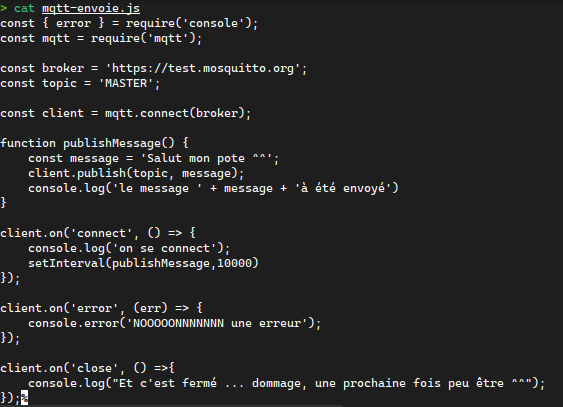 > cat mqtt-envoie.js
const { error } = require('console');
const mqtt = require('mqtt');
const broker = 'https://test.mosquitto.org';
const topic = 'MASTER';
const client = mqtt.connect(broker);
function publishMessage() {
    const message = 'Salut mon pote ^^';
    client.publish(topic, message);
    console.log('le message ' + message + 'à été envoyé')
}
client.on('connect', () => {
    console.log('on se connect');
    setInterval(publishMessage,10000)
});
client.on('error', (err) => {
    console.error('NOOOOONNNNNNN une erreur');
});
client.on('close', () =>{
    console.log("Et c'est fermé ... dommage, une prochaine fois peu être ^^");
});%